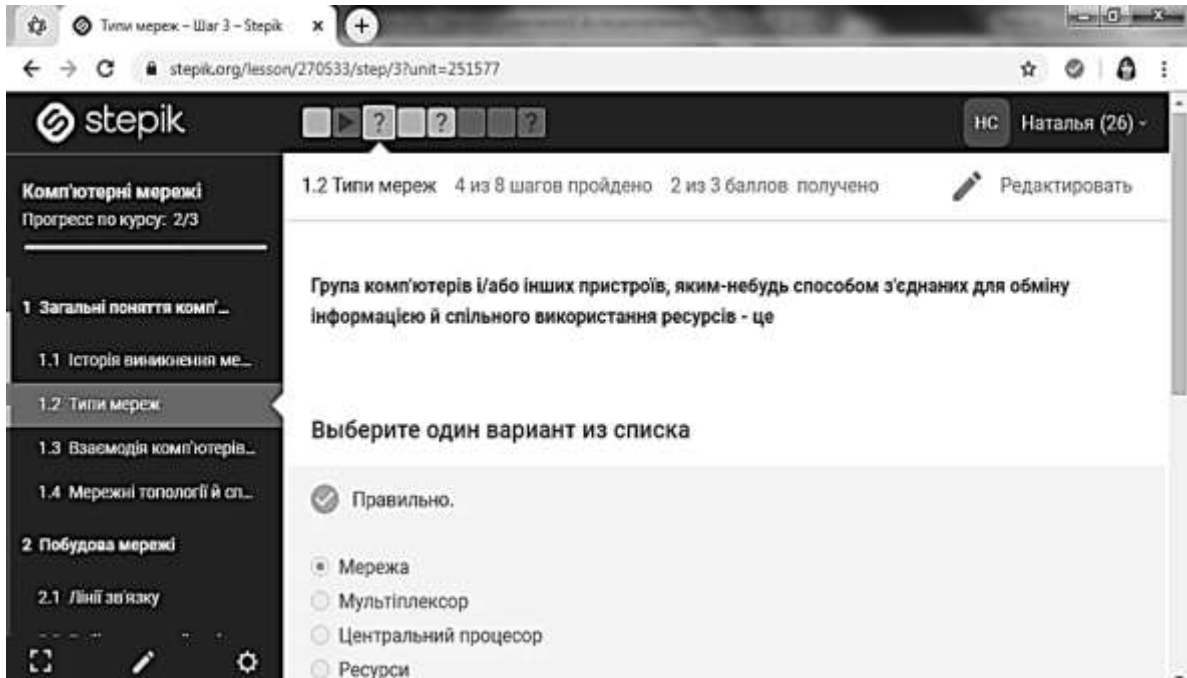 Типи мереж – Шаг 3 – Stepik
stepik.org/lesson/270533/step/3?unit=251577
stepik
НС Наталья (26)
Комп'ютерні мережі
Прогресс по курсу: 2/3
1 Загальні поняття комп'...
1.1 Історія виникнення ме...
1.2 Типи мереж
1.3 Взаємодія комп'ютерів...
1.4 Мережні топології й сп...
2 Побудова мережі
2.1 Лінії зв'язку
1.2 Типи мереж 4 из 8 шагов пройдено 2 из 3 баллов получено
Редактировать
Група комп'ютерів і/або інших пристроїв, яким-небудь способом з'єднаних для обміну
інформацією й спільного використання ресурсів - це
Выберите один вариант из списка
Правильно.
Мережа
Мультіплексор
Центральний процесор
Ресурси